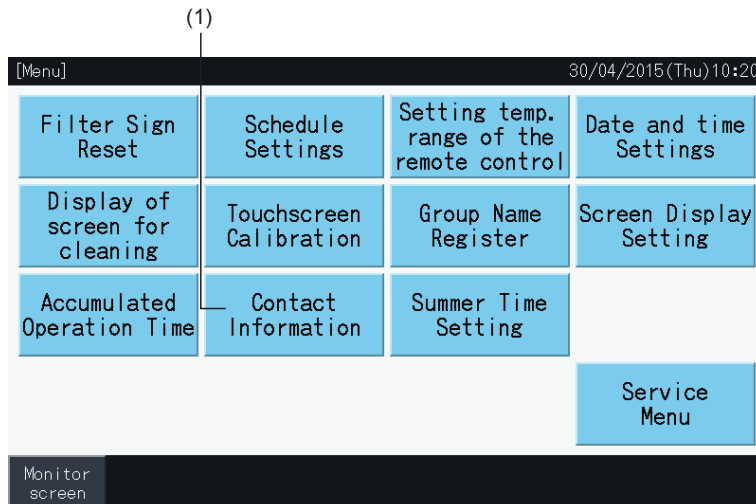 (1)
[Menu] 30/04/2015(Thu)10:20
Filter Sign
Reset
Schedule
Settings
Setting temp.
range of the
remote control
Date and time
Settings
Display of
screen for
cleaning
Touchscreen
Calibration
Group Name
Register
Screen Display
Setting
Accumulated
Operation Time
Contact
Information
Summer Time
Setting
Service
Menu
Monitor
screen